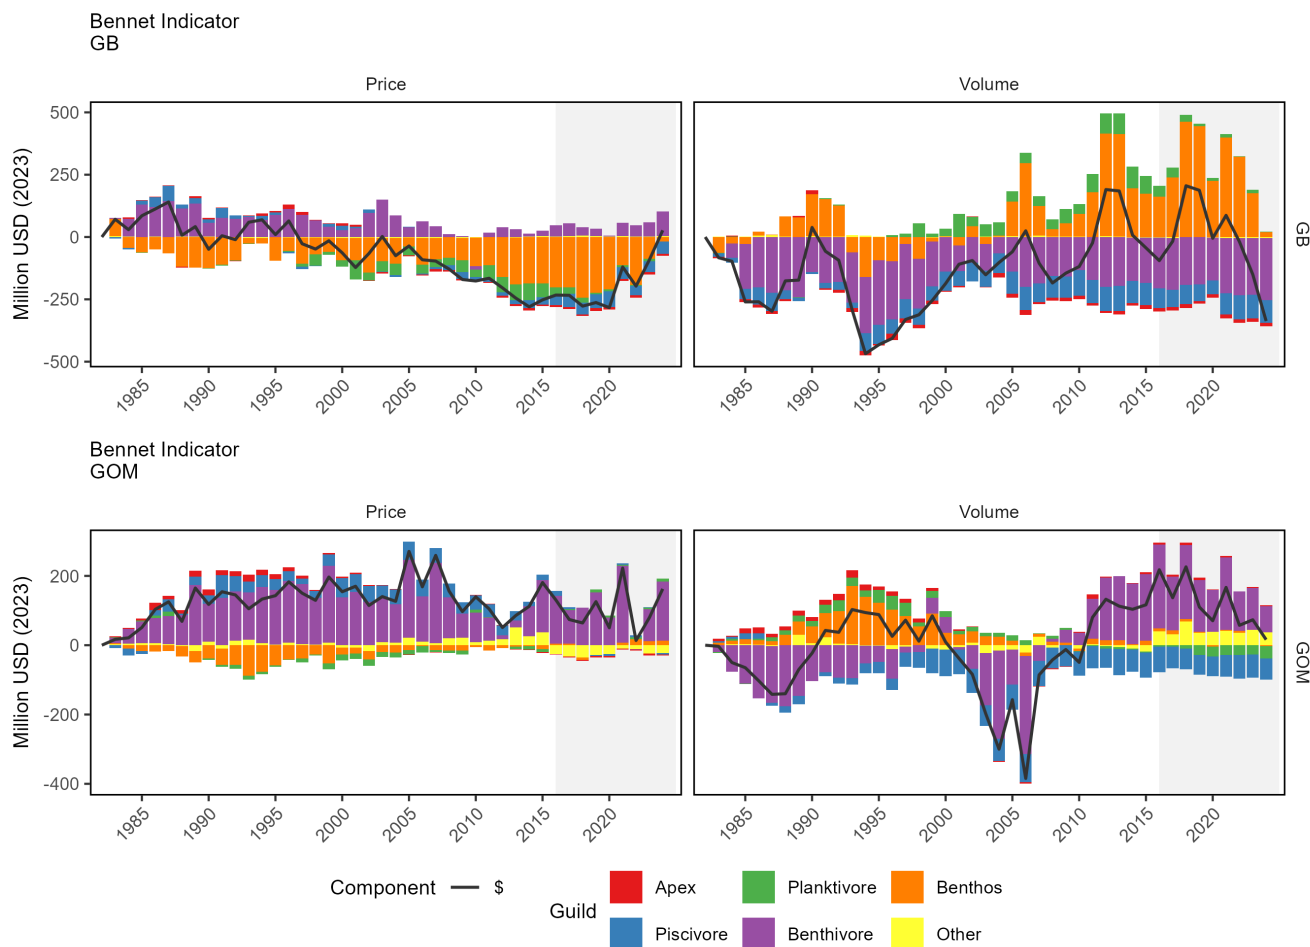 Bennet Indicator
GB
Price
Volume
Million USD (2023)
500
250
0
-250
-500
GB
1985
1990
1995
2000
2005
2010
2015
2020
1985
1990
1995
2000
2005
2010
2015
2020
Bennet Indicator
GOM
Price
Volume
Million USD (2023)
200
0
-200
-400
GOM
1985
1990
1995
2000
2005
2010
2015
2020
1985
1990
1995
2000
2005
2010
2015
2020
Component
$
Guild
Apex
Planktivore
Benthos
Piscivore
Benthivore
Other